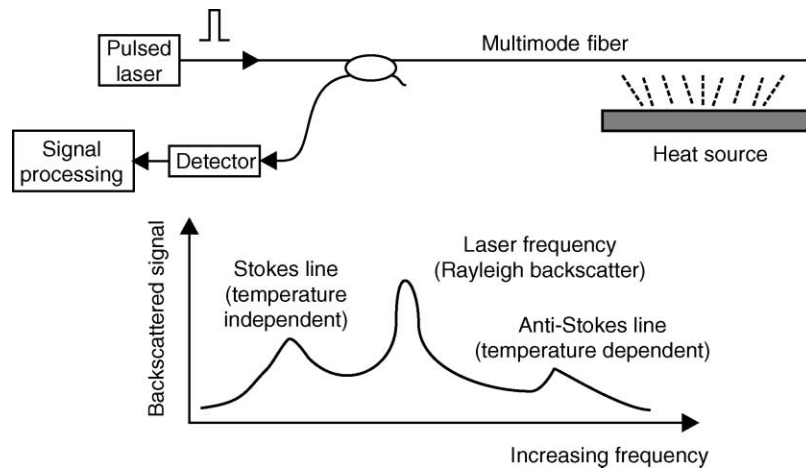 Pulsed
laser
Multimode fiber
Signal
processing
Detector
Heat source
Backscattered signal
Stokes line
(temperature
independent)
Laser frequency
(Rayleigh backscatter)
Anti-Stokes line
(temperature dependent)
Increasing frequency